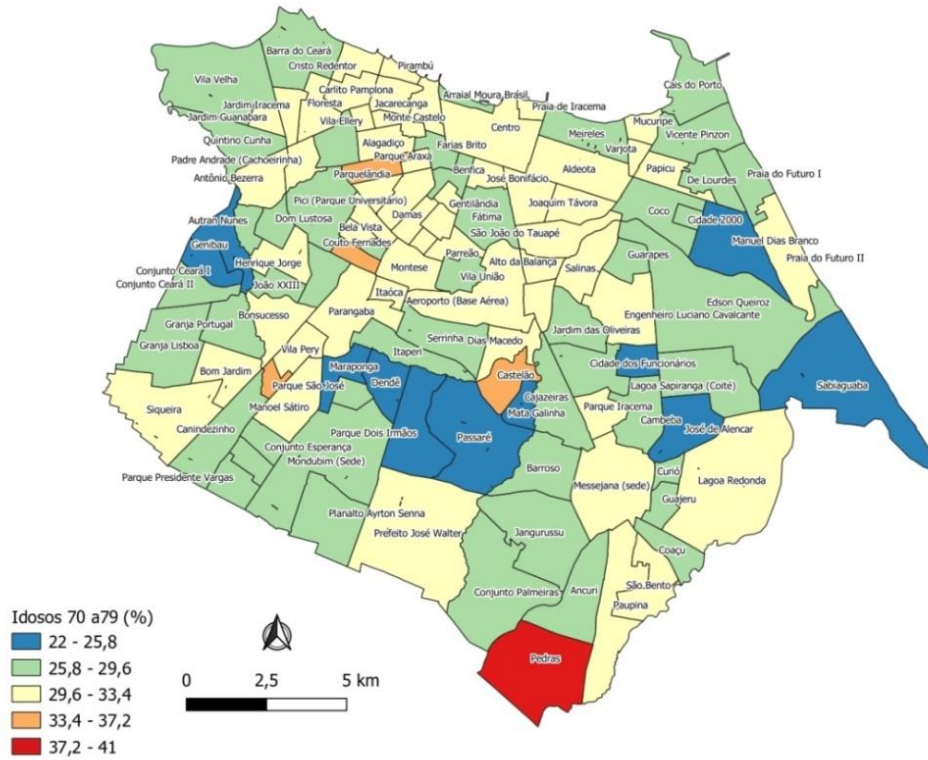 Barra do Ceará
Cristo Redentor
Pirambú
Vila Velha
Carlito Pamplona
Cais do Porto
Jardim Iracema
Floresta
Jacarecanga
Arraial Moura Brasil
Praia de Iracema
Jardim Guanabara
Vila Ellery
Monte Castelo
Centro
Mucuripe
Quintino Cunha
Alagadiço
Farias Brito
Meireles
Varjota
Vicente Pinzon
Padre Andrade (Cachoeirinha)
Parque Araxá
Parquelândia
Benfica
José Bonifácio
Aldeota
Papicu
De Lourdes
Praia do Futuro I
Antônio Bezerra
Pici (Parque Universitário)
Gentilândia
Joaquim Távora
Autran Nunes
Dom Lustosa
Damas
Fátima
Coco
Cidade 2000
Bela Vista
São João do Tauapé
Genibau
Couto Fernades
Manuel Dias Branco
Henrique Jorge
Parreão
Alto da Balança
Guarapes
Praia do Futuro II
Conjunto Ceará I
Montese
Salinas
Conjunto Ceará II
João XXIII
Vila União
Itaóca
Aeroporto (Base Aérea)
Edson Queiroz
Granja Portugal
Bonsucesso
Parangaba
Engenheiro Luciano Cavalcante
Granja Lisboa
Serrinha
Dias Macedo
Jardim das Oliveiras
Vila Pery
Itaperi
Bom Jardim
Maraponga
Castelão
Cidade dos Funcionários
Parque São José
Dendê
Lagoa Sapiranga (Coité)
Sabiaguaba
Siqueira
Manoel Sátiro
Cajazeiras
Mata Galinha
Parque Iracema
Canindezinho
Cambeba
José de Alencar
Parque Dois Irmãos
Passaré
Conjunto Esperança
Mondubim (Sede)
Parque Presidente Vargas
Barroso
Curió
Messejana (sede)
Lagoa Redonda
Guajeru
Planalto Ayrton Senna
Prefeito José Walter
Jangurussu
Coaçu
Conjunto Palmeiras
Ancuri
São Bento
Paupina
Pedras
Idosos 70 a79 (%)
22 - 25,8
25,8 - 29,6
29,6 - 33,4
33,4 - 37,2
37,2 - 41
0 2,5 5 km